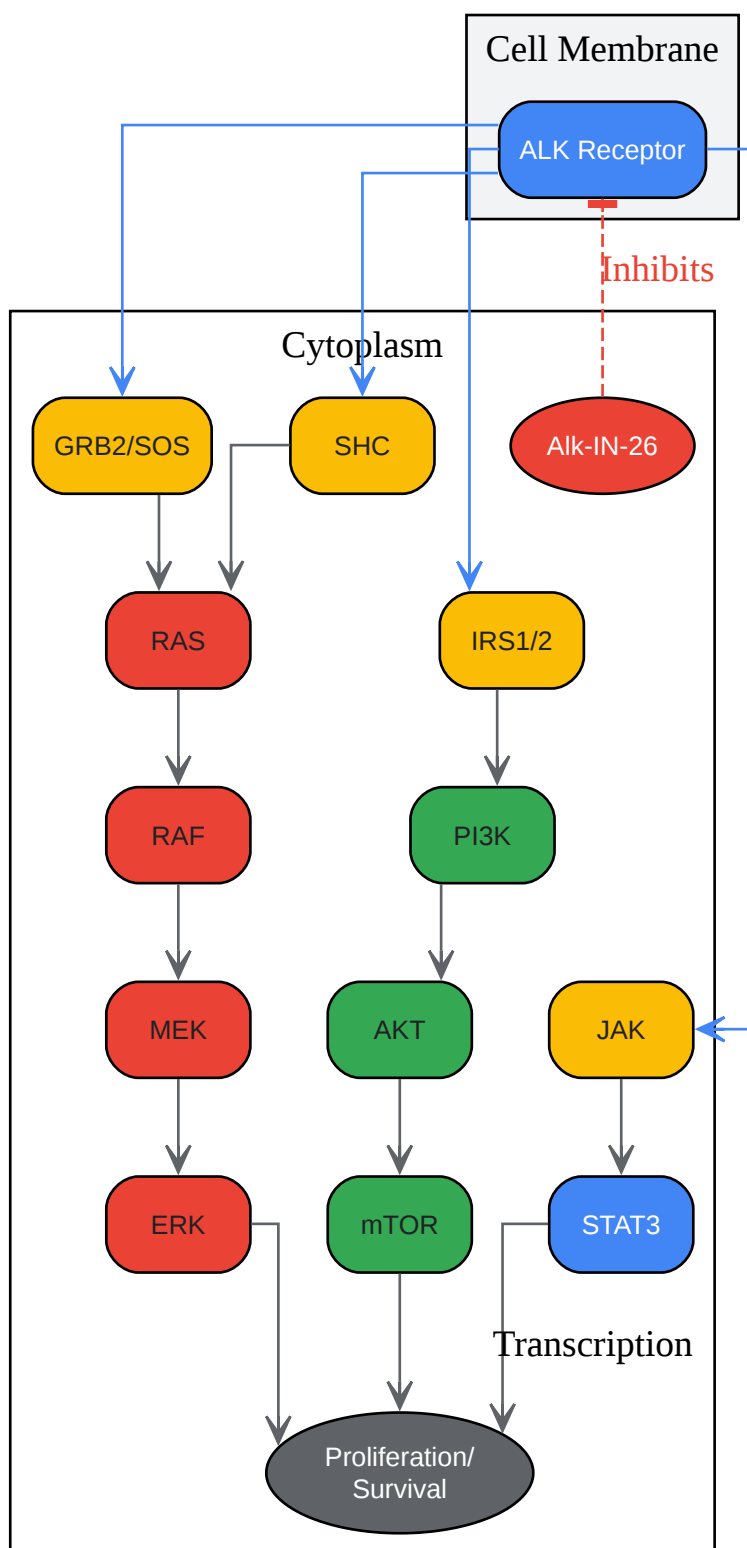 Cell Membrane
ALK Receptor
Inhibits
Cytoplasm
GRB2/SOS
SHC
Alk-IN-26
RAS
IRS1/2
RAF
PI3K
MEK
AKT
JAK
ERK
mTOR
STAT3
Transcription
Proliferation/
Survival